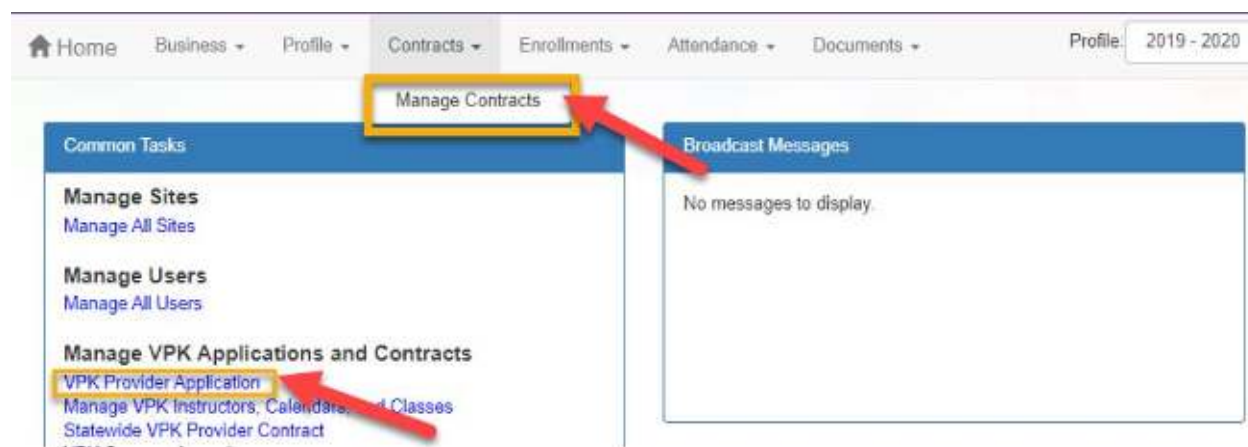 Home Business Profile Contracts Enrollments Attendance Documents Profile: 2019 - 2020
Manage Contracts
Common Tasks
Manage Sites
Manage All Sites
Manage Users
Manage All Users
Manage VPK Applications and Contracts
VPK Provider Application
Manage VPK Instructors, Calendars, and Classes
Statewide VPK Provider Contract
Broadcast Messages
No messages to display.